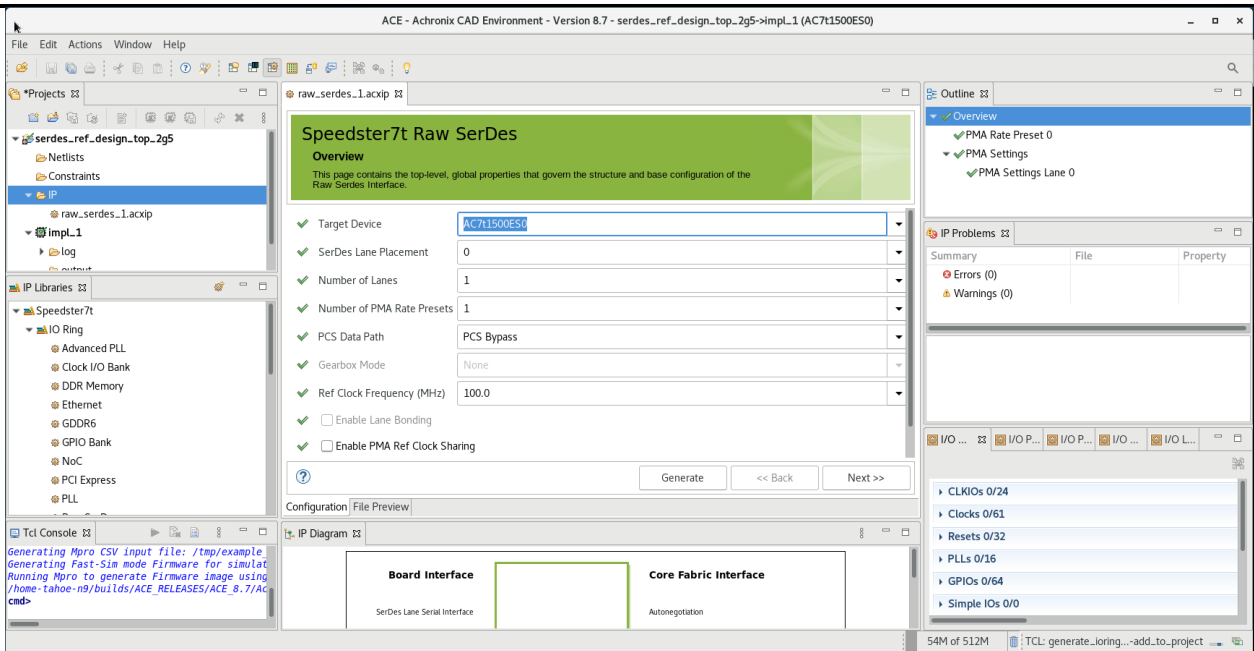 ACE - Achronix CAD Environment - Version 8.7 - serdes_ref_design_top_2g5->impl_1 (AC7t1500ES0)
File Edit Actions Window Help
*Projects
serdes_ref_design_top_2g5
Netlists
Constraints
IP
raw_serdes_1.acxip
impl_1
log
output
IP Libraries
Speedster7t
IO Ring
Advanced PLL
Clock I/O Bank
DDR Memory
Ethernet
GDDR6
GPIO Bank
NoC
PCI Express
PLL
Tcl Console
Generating Mpro CSV input file: /tmp/example_
Generating Fast-Sim mode Firmware for simulat
Running Mpro to generate Firmware image using
/home-tahoe-n9/builds/ACE_RELEASES/ACE_8.7/Ac
cmd>
raw_serdes_1.acxip
Speedster7t Raw SerDes
Overview
This page contains the top-level, global properties that govern the structure and base configuration of the
Raw Serdes Interface.
Target Device AC7t1500ES0
SerDes Lane Placement 0
Number of Lanes 1
Number of PMA Rate Presets 1
PCS Data Path PCS Bypass
Gearbox Mode None
Ref Clock Frequency (MHz) 100.0
Enable Lane Bonding
Enable PMA Ref Clock Sharing
Generate << Back Next >>
Configuration File Preview
IP Diagram
Board Interface Core Fabric Interface
SerDes Lane Serial Interface Autonegotiation
Outline
Overview
PMA Rate Preset 0
PMA Settings
PMA Settings Lane 0
IP Problems
Summary File Property
Errors (0)
Warnings (0)
I/O ... I/O P... I/O P... I/O ... I/O L...
CLKIOs 0/24
Clocks 0/61
Resets 0/32
PLLs 0/16
GPIOs 0/64
Simple IOs 0/0
54M of 512M TCL: generate_ioring...-add_to_project